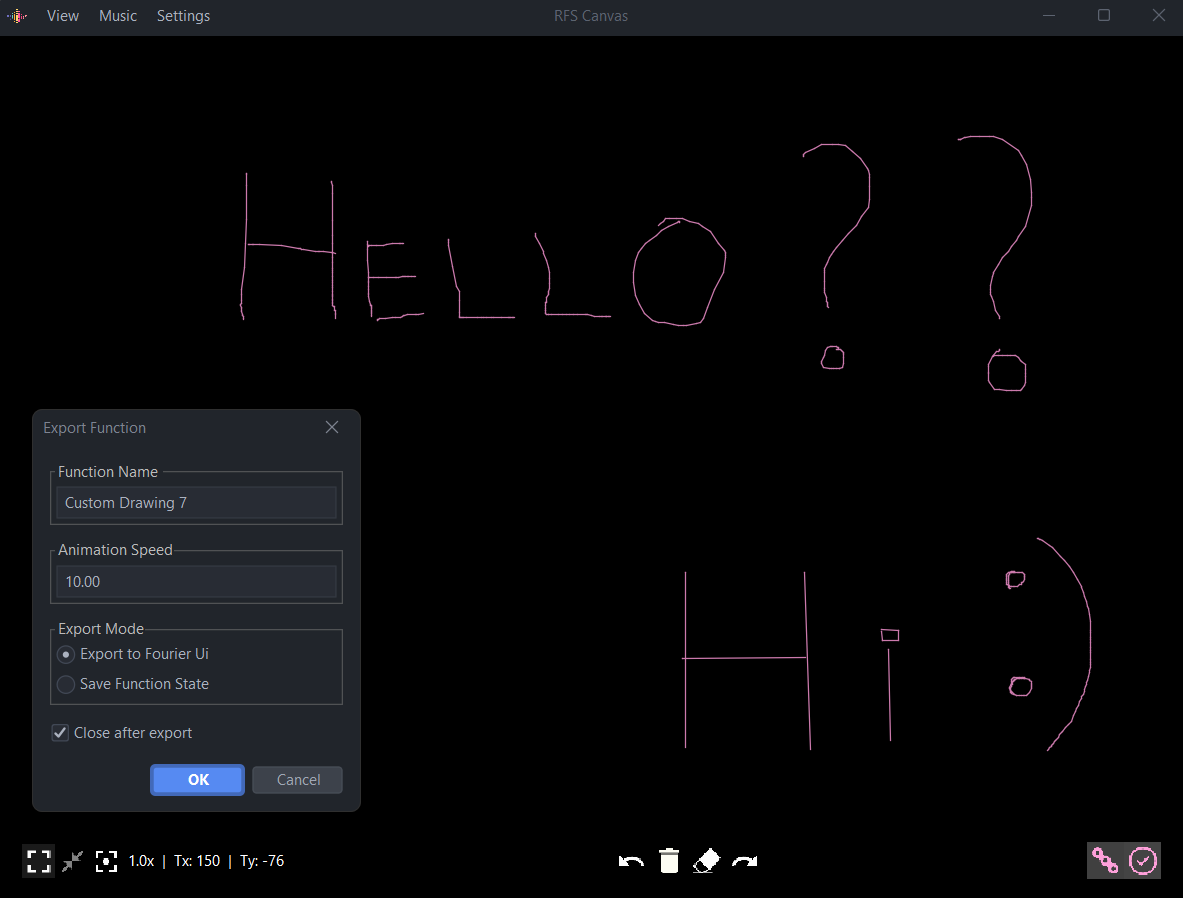 View Music Settings RFS Canvas
HELLO??
Export Function
Function Name
Custom Drawing 7
Animation Speed
10.00
Export Mode
Export to Fourier Ui
Save Function State
Close after export
OK Cancel
Hi :)
1.0x | Tx: 150 | Ty: -76